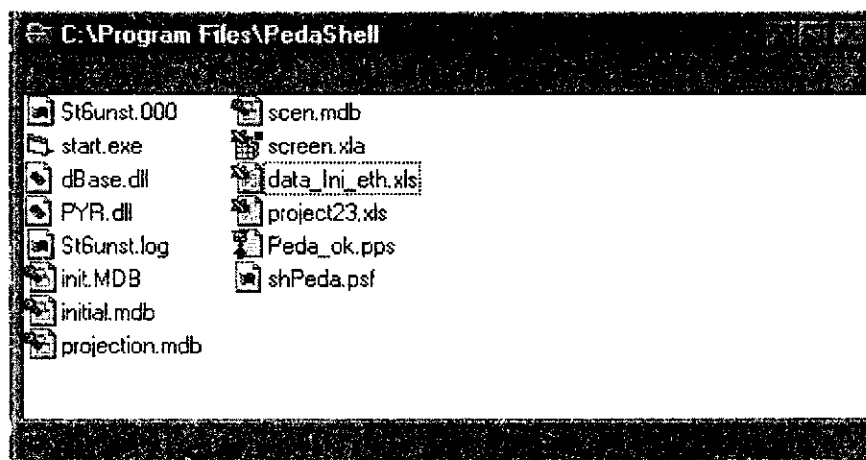 C:\Program Files\PedaShell
St6unst.000
start.exe
dBase.dll
PYR.dll
St6unst.log
init.MDB
initial.mdb
projection.mdb
scen.mdb
screen.xla
data_Ini_eth.xls
project23.xls
Peda_ok.pps
shPeda.psf